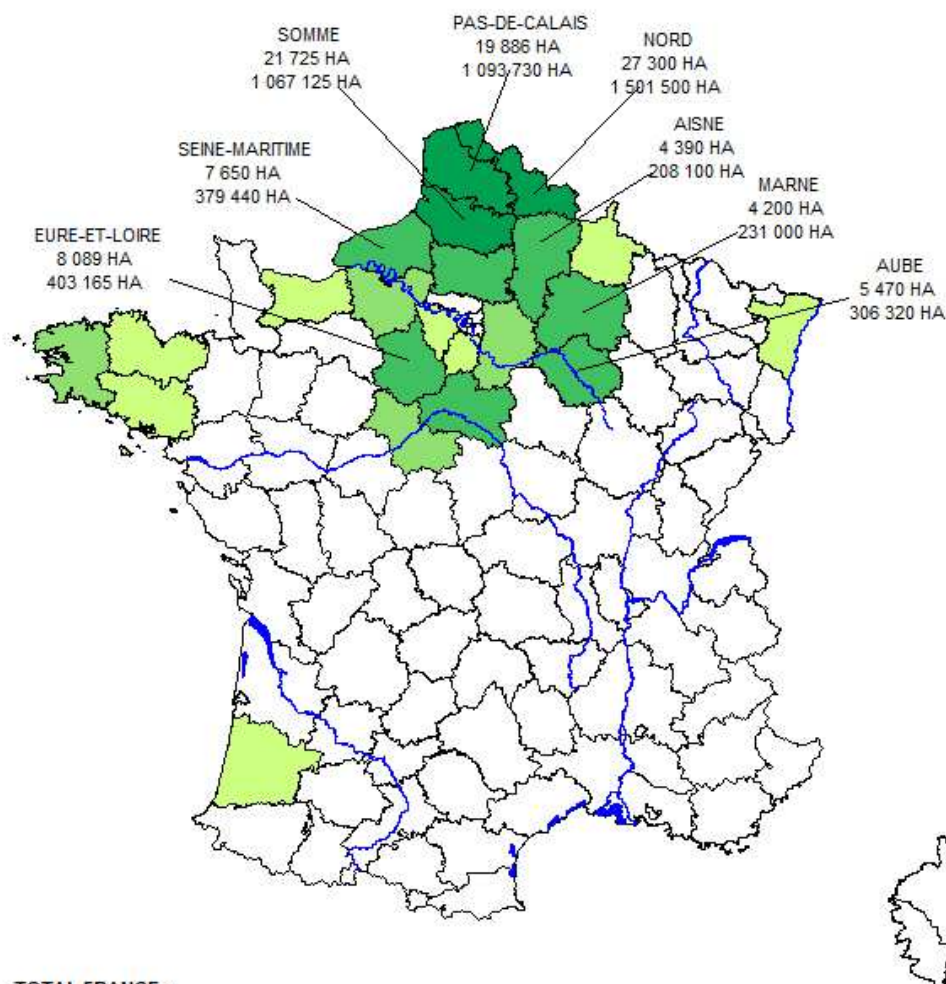 SOMME
21 725 HA
1 067 125 HA
PAS-DE-CALAIS
19 886 HA
1 093 730 HA
NORD
27 300 HA
1 501 500 HA
SEINE-MARITIME
7 650 HA
379 440 HA
AISNE
4 390 HA
208 100 HA
MARNE
4 200 HA
231 000 HA
EURE-ET-LOIRE
8 089 HA
403 165 HA
AUBE
5 470 HA
306 320 HA
TOTAL FRANCE